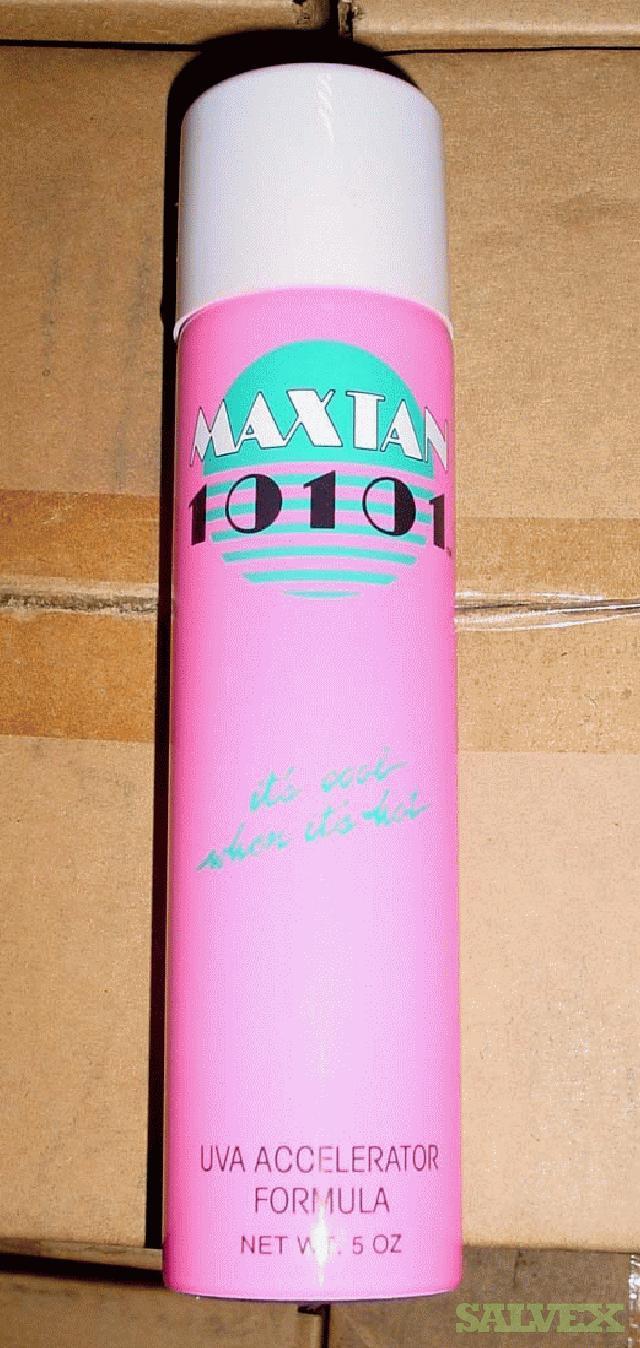 MAXTAN
10101
it's cool
when it's hot
UVA ACCELERATOR
FORMULA
NET WT. 5 OZ
SALVEX